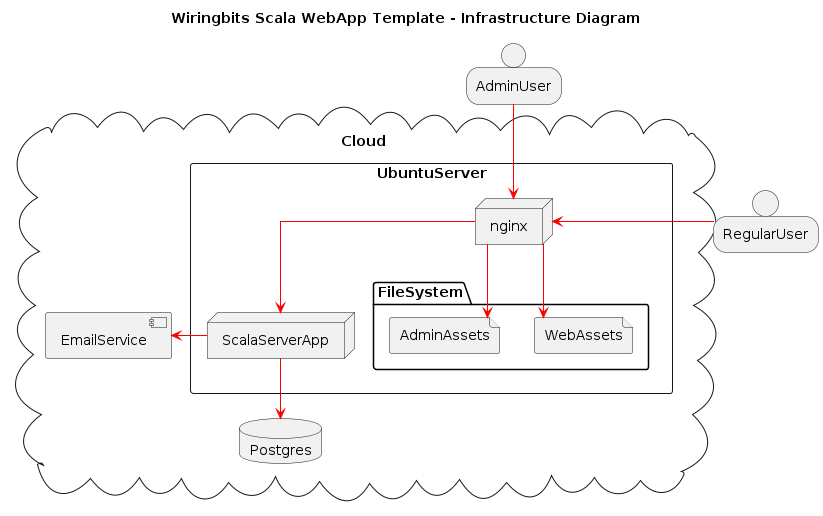 Wiringbits Scala WebApp Template - Infrastructure Diagram
AdminUser
Cloud
UbuntuServer
nginx
RegularUser
FileSystem
AdminAssets
WebAssets
EmailService
ScalaServerApp
Postgres